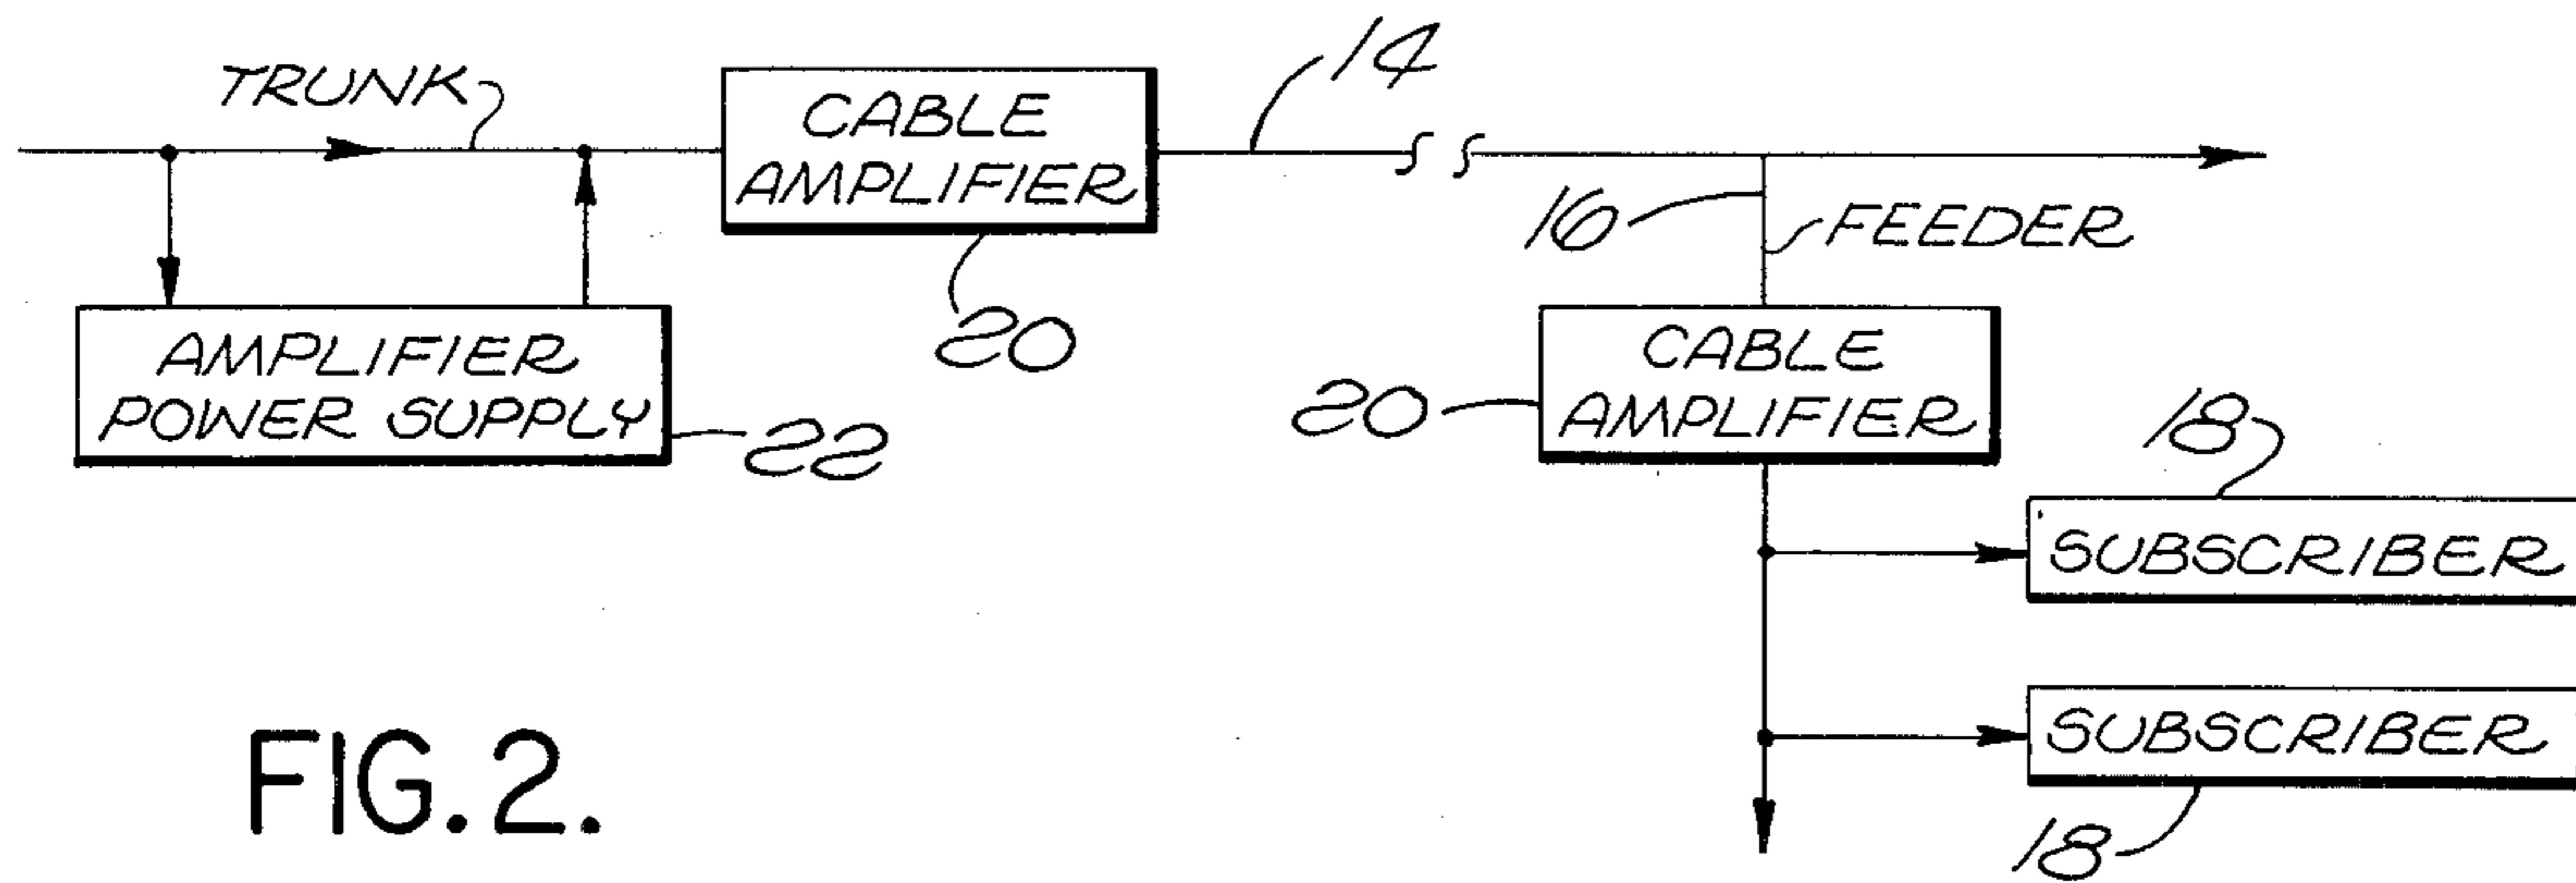 TRUNK
CABLE
AMPLIFIER
14
20
AMPLIFIER
POWER SUPPLY
22
16
FEEDER
CABLE
AMPLIFIER
20
18
SUBSCRIBER
SUBSCRIBER
18
FIG. 2.